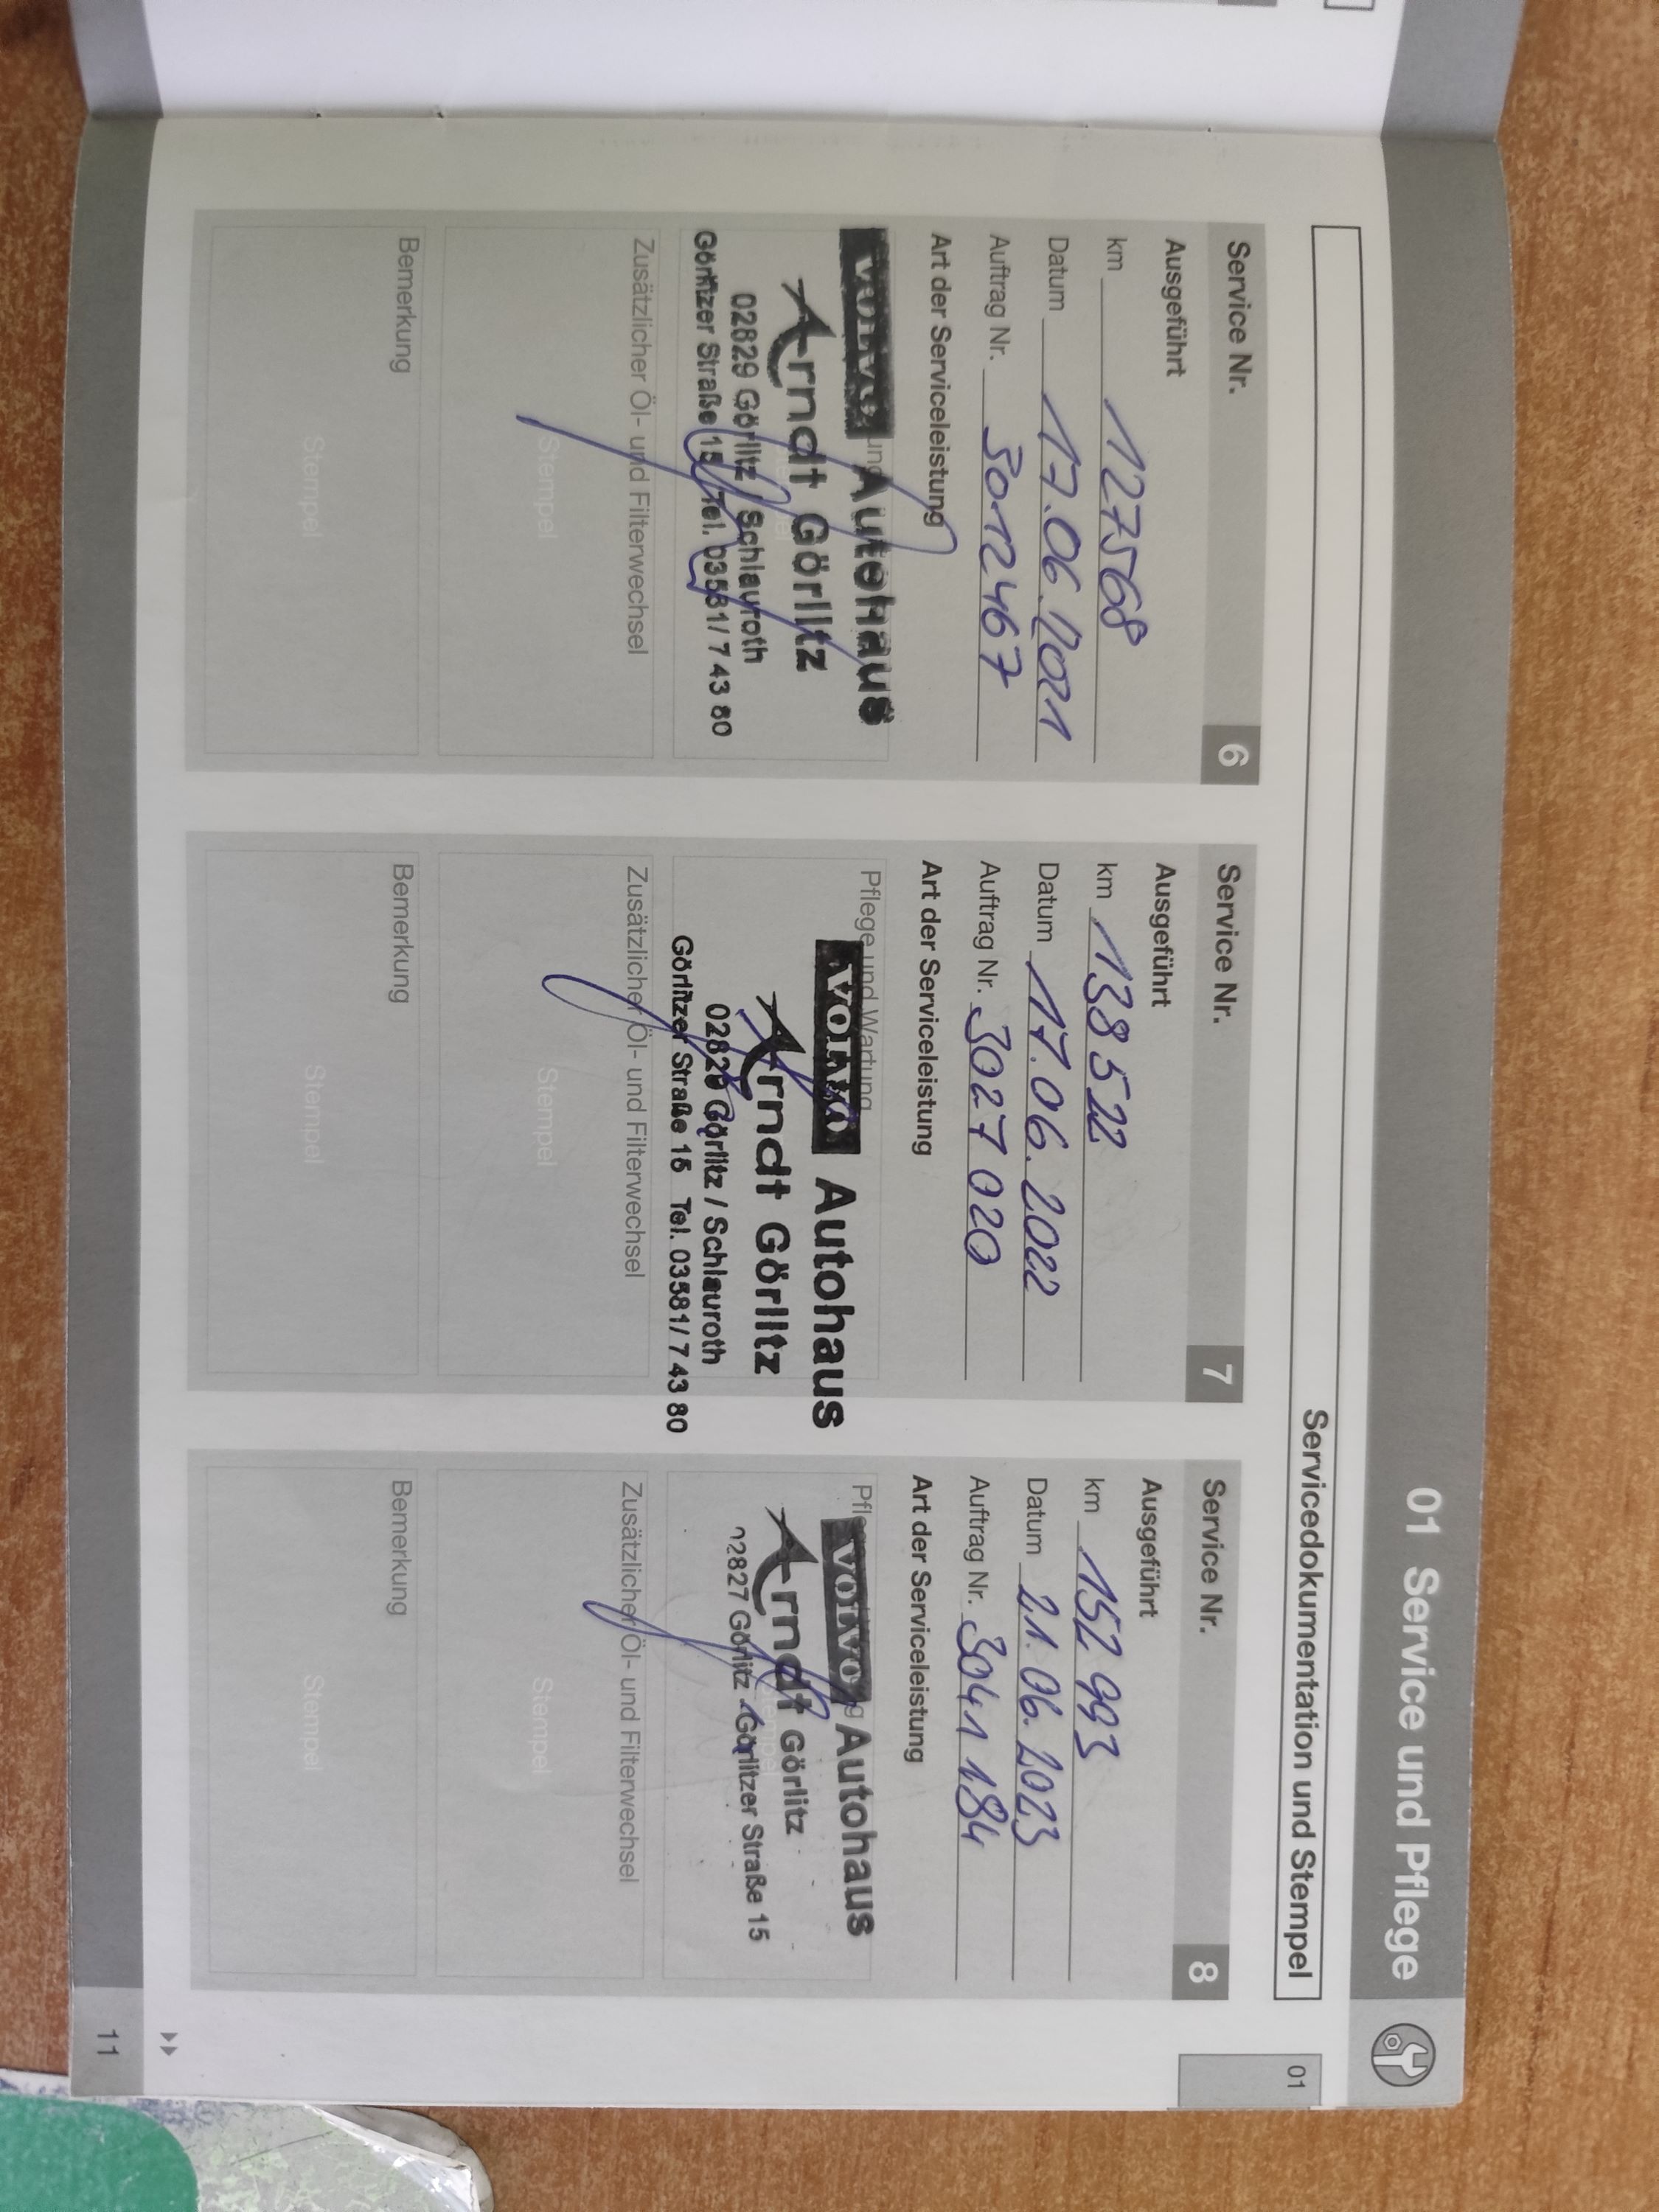 01 Service und Pflege
Servicedokumentation und Stempel
01
Service Nr. 6
Ausgeführt
km 127568
Datum 17.06.2021
Auftrag Nr. 3012467
Art der Serviceleistung
und
VOLVO Autohaus
Arndt Görlitz
02829 Görlitz / Schlauroth
Görlitzer Straße 15 Tel. 03581/ 7 43 80
Zusätzlicher Öl- und Filterwechsel
Stempel
Bemerkung
Stempel
Service Nr. 7
Ausgeführt
km 138522
Datum 17.06.2022
Auftrag Nr. 3027020
Art der Serviceleistung
Pflege und Wartung
VOLVO Autohaus
Arndt Görlitz
02829 Görlitz / Schlauroth
Görlitzer Straße 15 Tel. 03581/ 7 43 80
Zusätzlicher Öl- und Filterwechsel
Stempel
Bemerkung
Stempel
Service Nr. 8
Ausgeführt
km 152993
Datum 21.06.2023
Auftrag Nr. 3041184
Art der Serviceleistung
VOLVO Autohaus
Arndt Görlitz
02827 Görlitz Görlitzer Straße 15
Zusätzlicher Öl- und Filterwechsel
Stempel
Bemerkung
Stempel
11